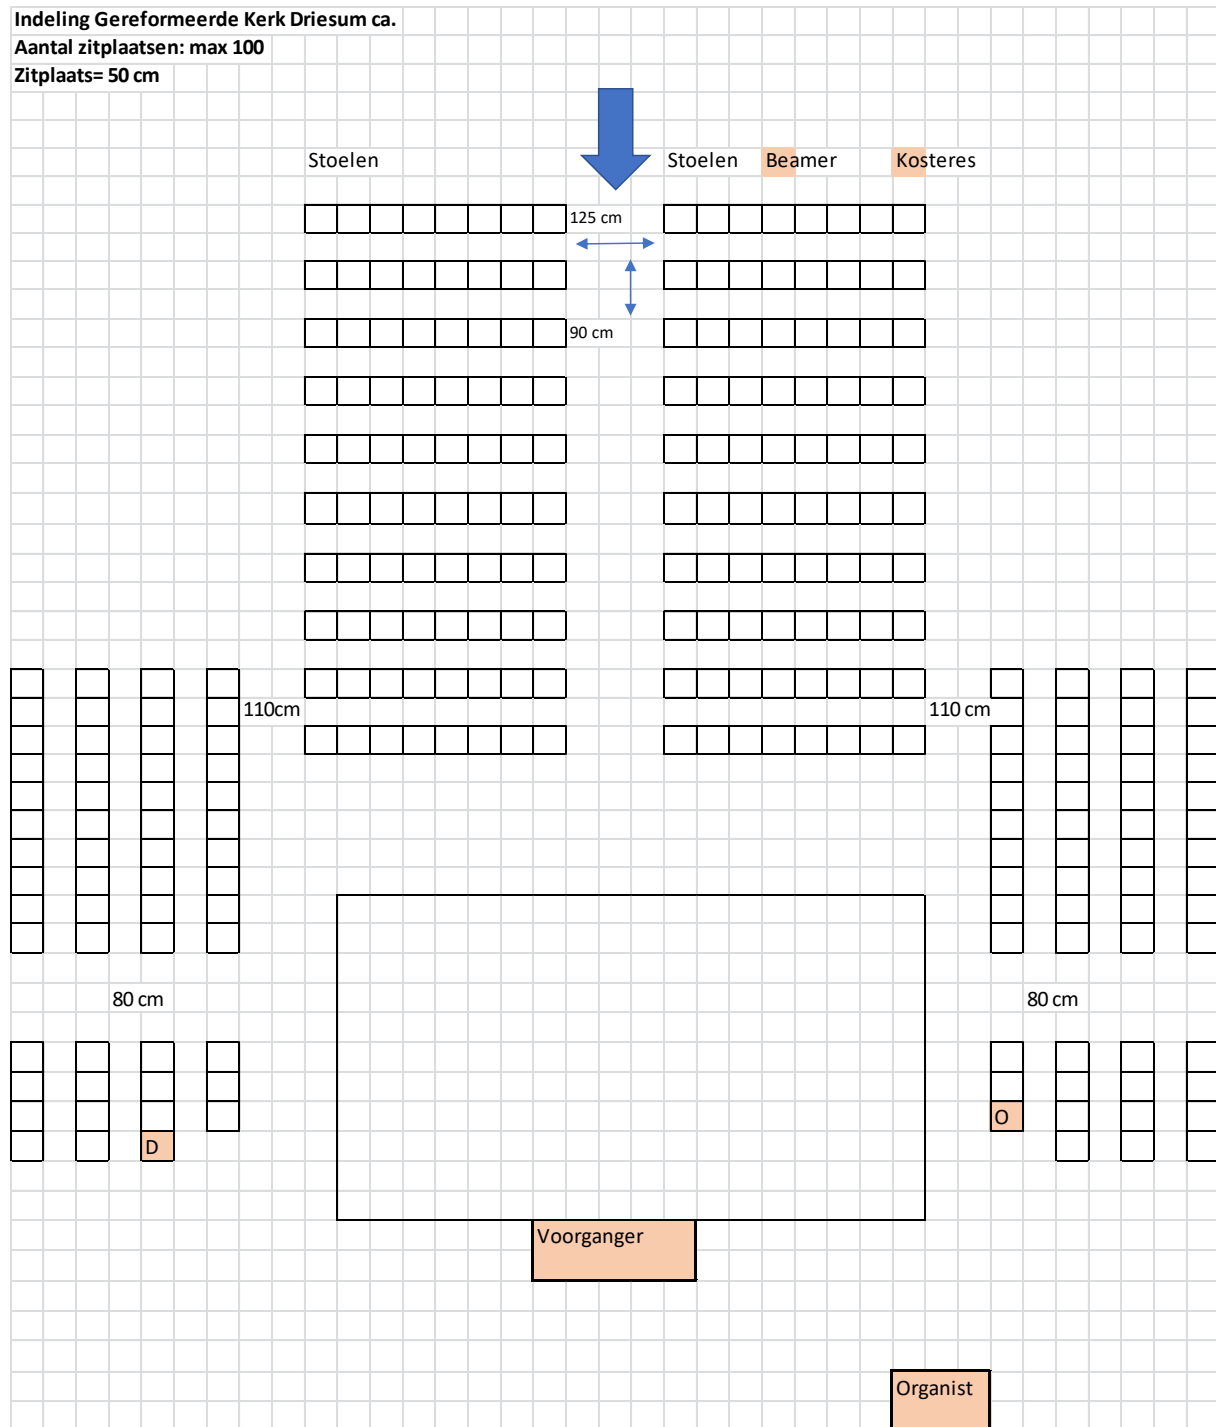 Indeling Gereformeerde Kerk Driesum ca.
Aantal zitplaatsen: max 100
Zitplaats= 50 cm
Stoelen Stoelen Beamer Kosteres
125 cm
90 cm
110cm 110 cm
80 cm 80 cm
O
D
Voorganger
Organist